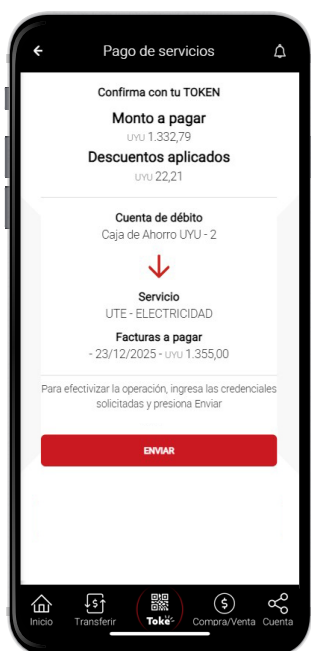 Pago de servicios
Confirma con tu TOKEN
Monto a pagar
UYU 1.332,79
Descuentos aplicados
UYU 22,21
Cuenta de débito
Caja de Ahorro UYU - 2
Servicio
UTE - ELECTRICIDAD
Facturas a pagar
- 23/12/2025 - UYU 1.355,00
Para efectivizar la operación, ingresa las credenciales
solicitadas y presiona Enviar
ENVIAR
Inicio Transferir Toke Compra/Venta Cuenta